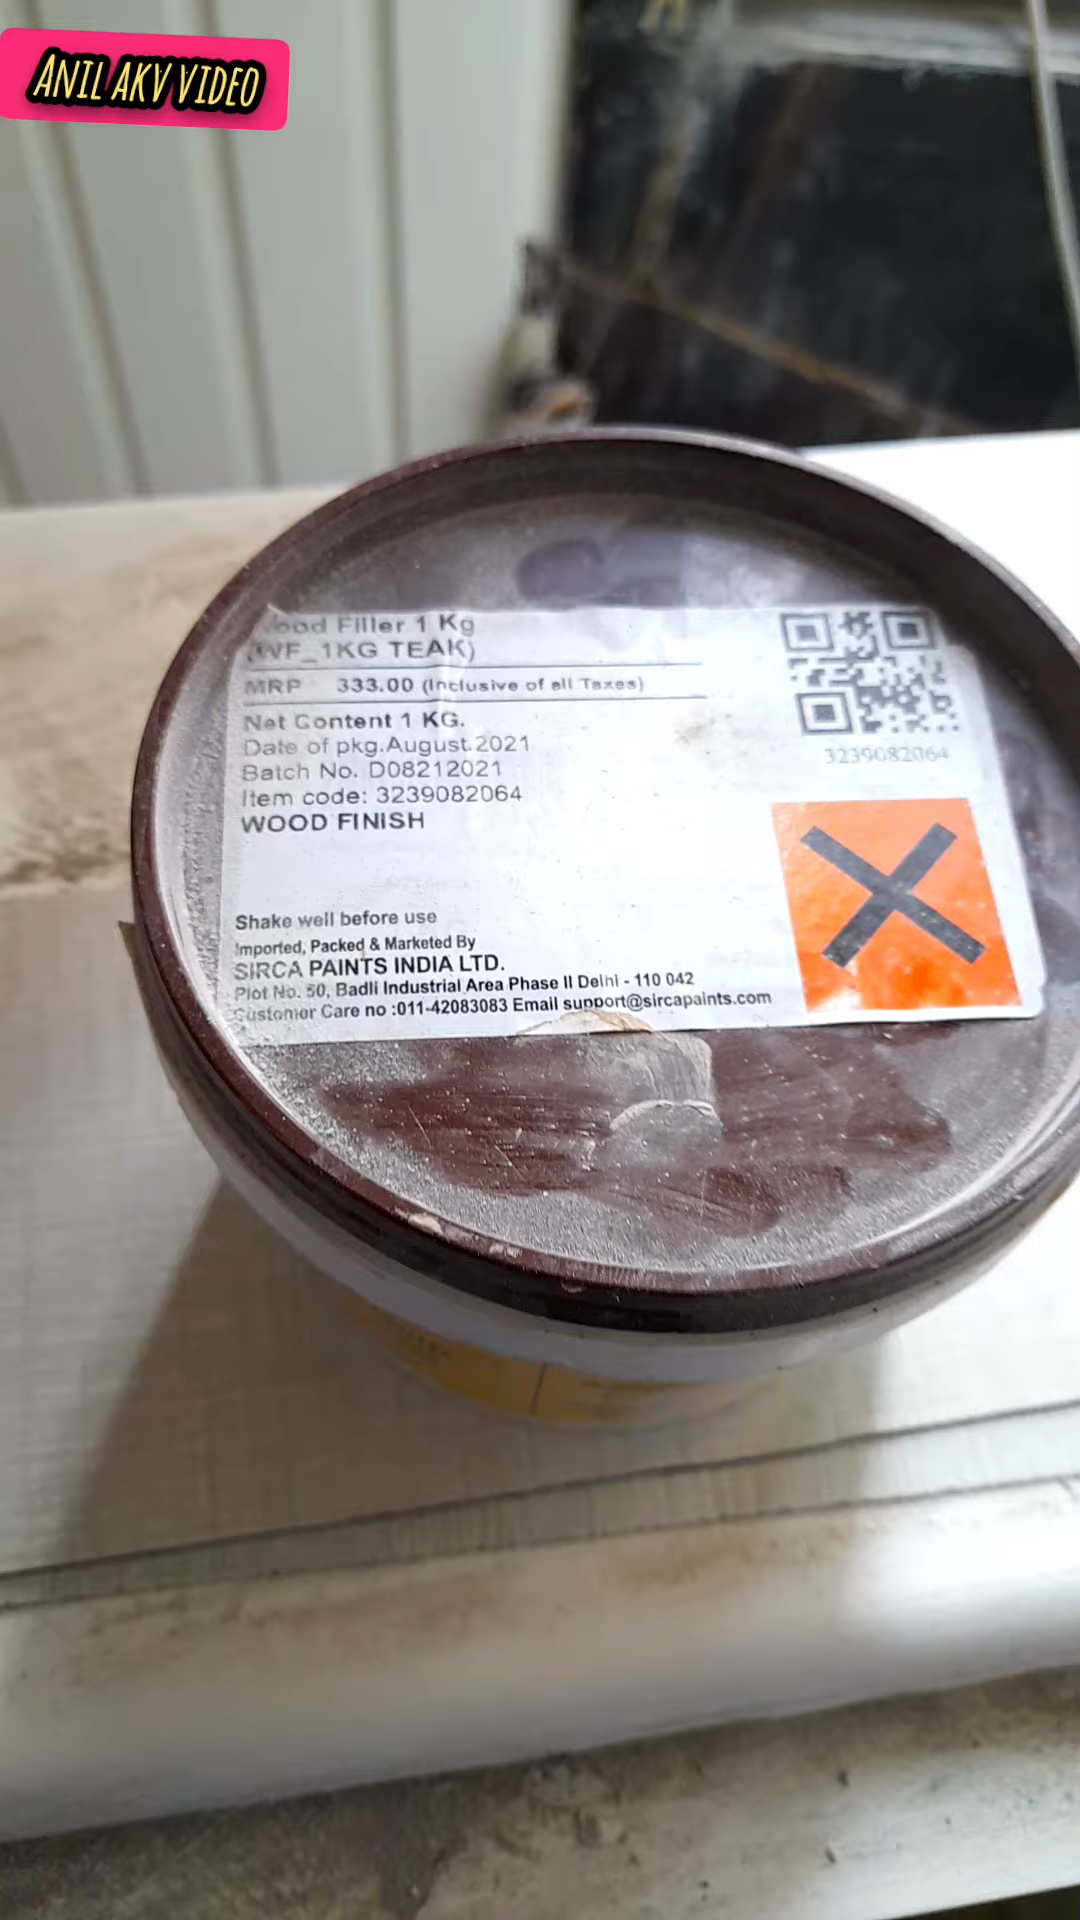 ANIL AKV VIDEO
Wood Filler 1 Kg
(WF_1KG TEAK)
MRP 333.00 (Inclusive of all Taxes)
Net Content 1 KG.
Date of pkg.August.2021
Batch No. D08212021
Item code: 3239082064
WOOD FINISH
3239082064
Shake well before use
Imported, Packed & Marketed By
SIRCA PAINTS INDIA LTD.
Plot No. 50, Badli Industrial Area Phase II Delhi - 110 042
Customer Care no :011-42083083 Email support@sircapaints.com